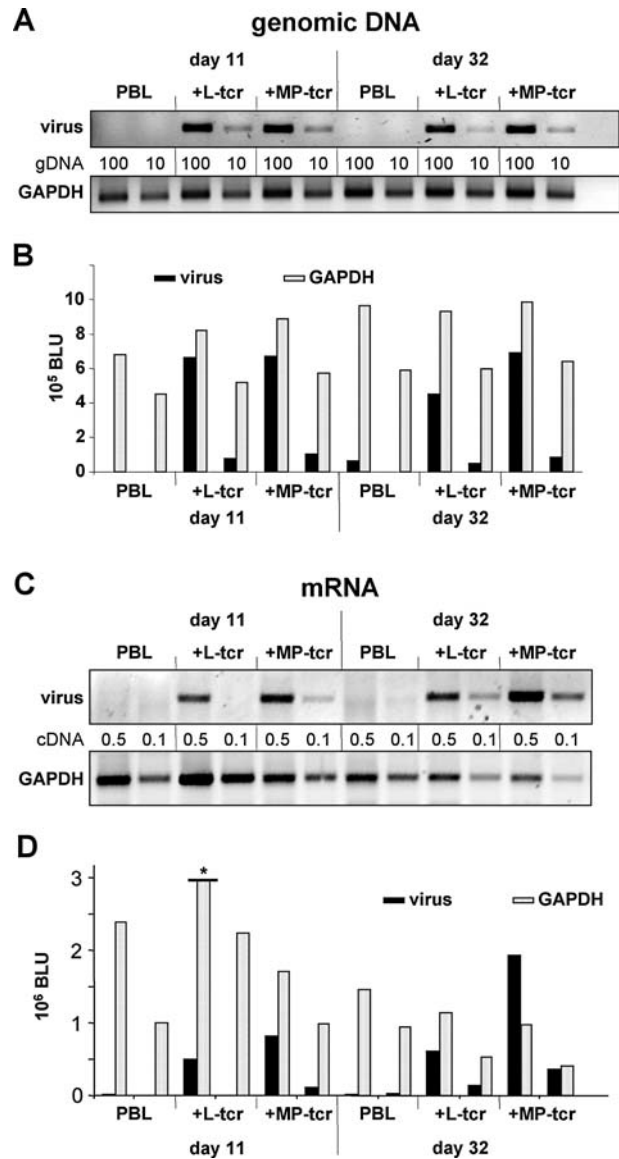 A genomic DNA
day 11 day 32
PBL +L-tcr +MP-tcr PBL +L-tcr +MP-tcr
virus
gDNA 100 10 100 10 100 10 100 10 100 10 100 10
GAPDH
B
virus GAPDH
10
8
6
4
2
0
10⁵ BLU
PBL +L-tcr +MP-tcr PBL +L-tcr +MP-tcr
day 11 day 32
C mRNA
day 11 day 32
PBL +L-tcr +MP-tcr PBL +L-tcr +MP-tcr
virus
cDNA 0.5 0.1 0.5 0.1 0.5 0.1 0.5 0.1 0.5 0.1 0.5 0.1
GAPDH
D
*
virus GAPDH
3
2
1
0
10⁶ BLU
PBL +L-tcr +MP-tcr PBL +L-tcr +MP-tcr
day 11 day 32